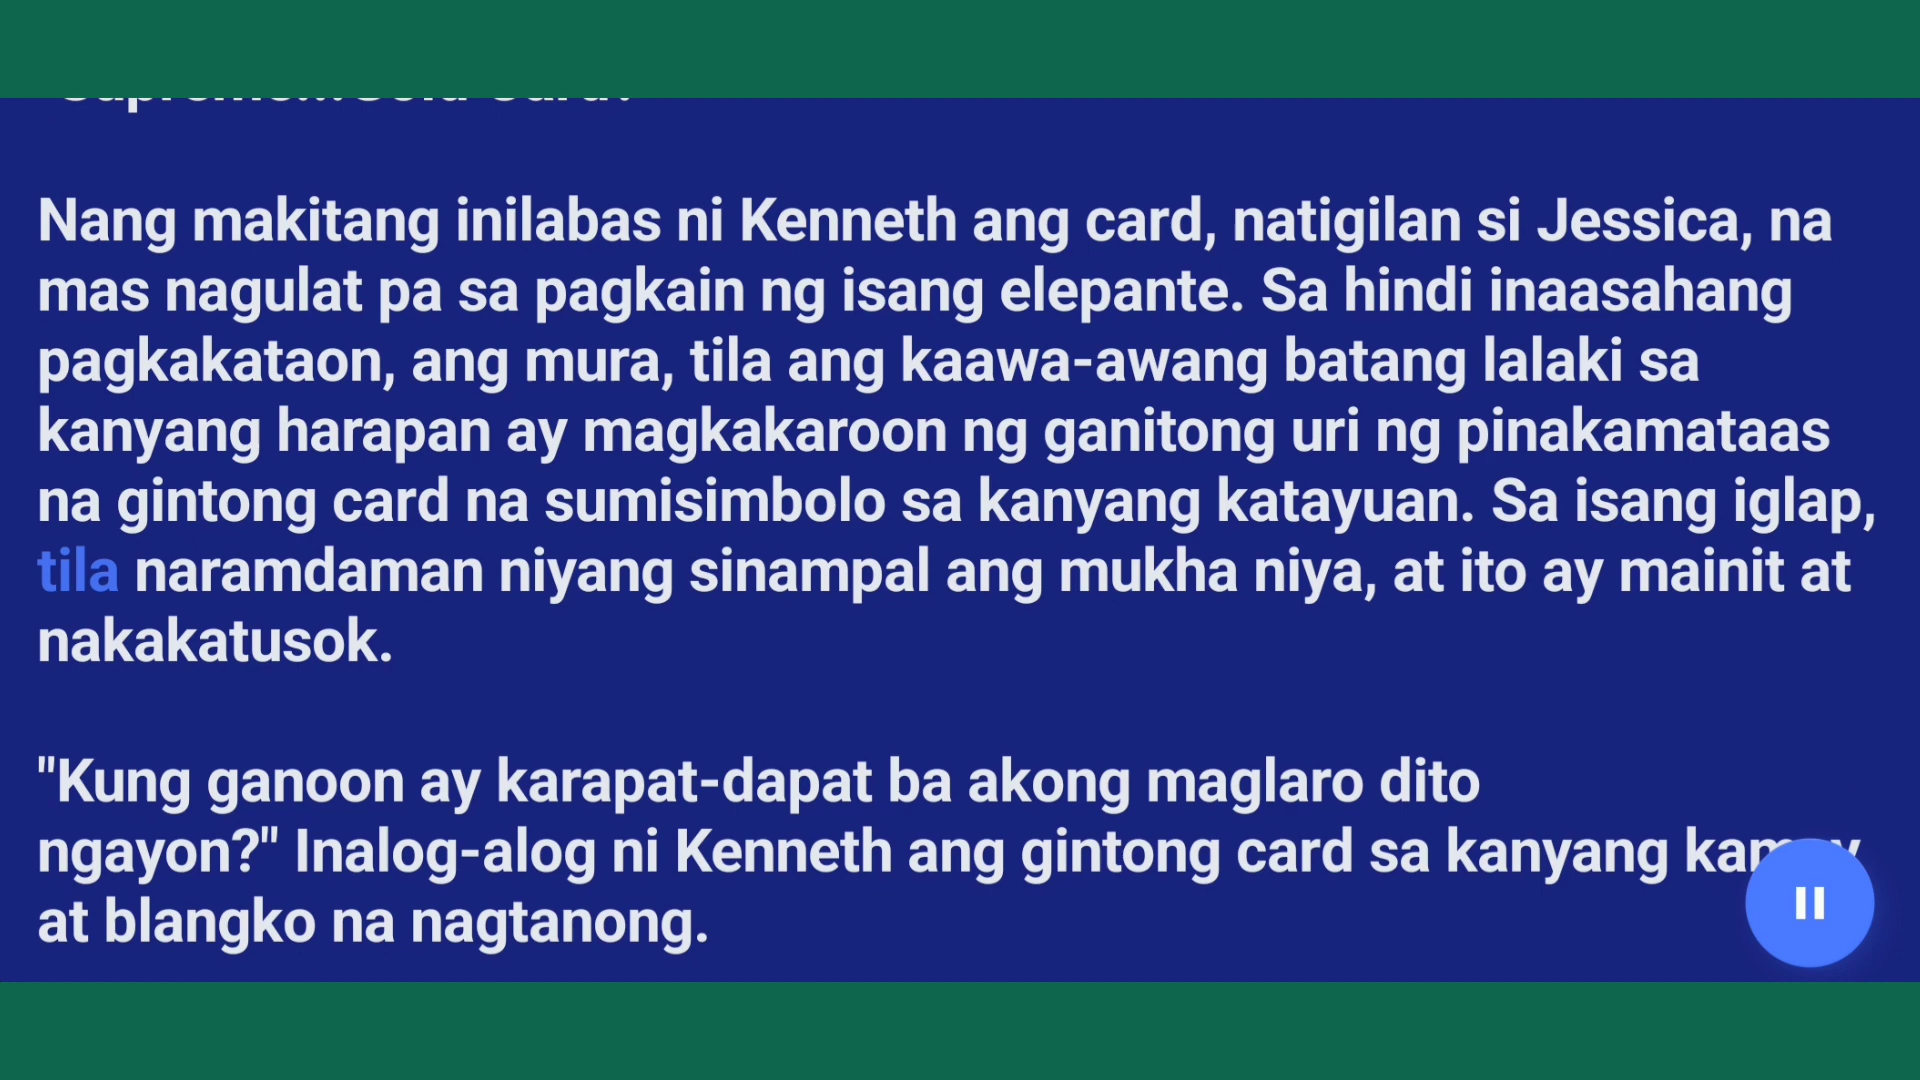 Nang makitang inilabas ni Kenneth ang card, natigilan si Jessica, na
mas nagulat pa sa pagkain ng isang elepante. Sa hindi inaasahang
pagkakataon, ang mura, tila ang kaawa-awang batang lalaki sa
kanyang harapan ay magkakaroon ng ganitong uri ng pinakamataas
na gintong card na sumisimbolo sa kanyang katayuan. Sa isang iglap,
tila naramdaman niyang sinampal ang mukha niya, at ito ay mainit at
nakakatusok.
"Kung ganoon ay karapat-dapat ba akong maglaro dito
ngayon?" Inalog-alog ni Kenneth ang gintong card sa kanyang
at blangko na nagtanong.